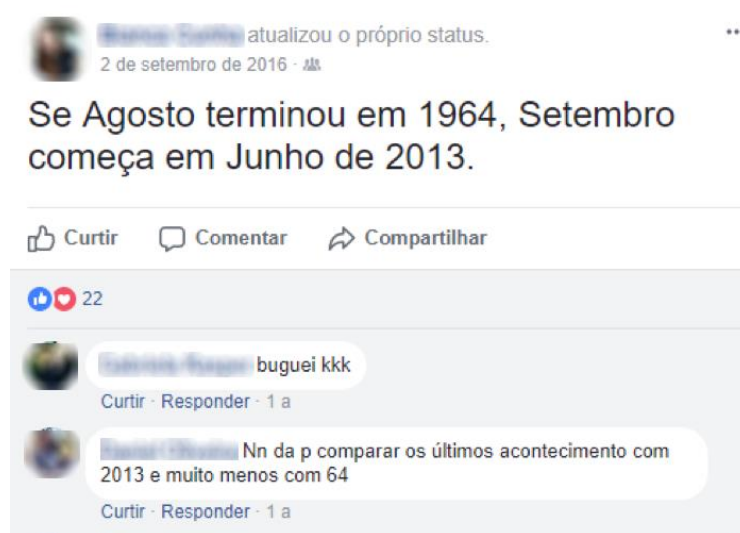 atualizou o próprio status.
2 de setembro de 2016 ·
Se Agosto terminou em 1964, Setembro
começa em Junho de 2013.
Curtir Comentar Compartilhar
22
buguei kkk
Curtir · Responder · 1 a
Nn da p comparar os últimos acontecimento com
2013 e muito menos com 64
Curtir · Responder · 1 a